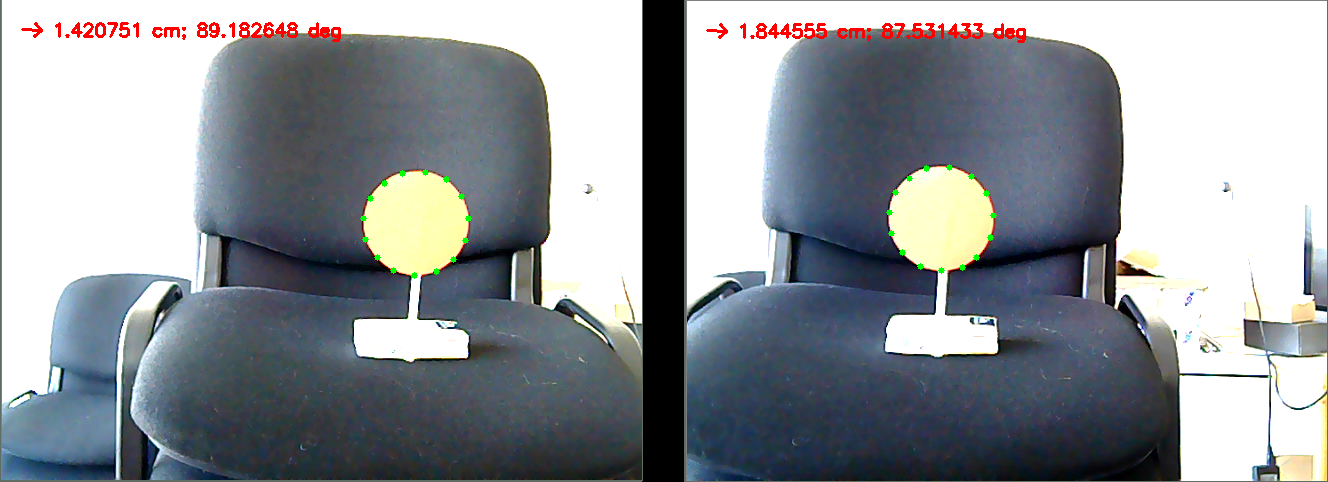 → 1.420751 cm; 89.182648 deg
→ 1.844555 cm; 87.531433 deg